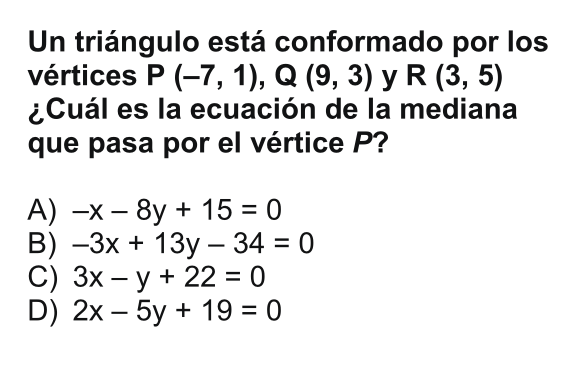 Un triángulo está conformado por los
vértices P (–7, 1), Q (9, 3) y R (3, 5)
¿Cuál es la ecuación de la mediana
que pasa por el vértice P?
A) –x – 8y + 15 = 0
B) –3x + 13y – 34 = 0
C) 3x – y + 22 = 0
D) 2x – 5y + 19 = 0